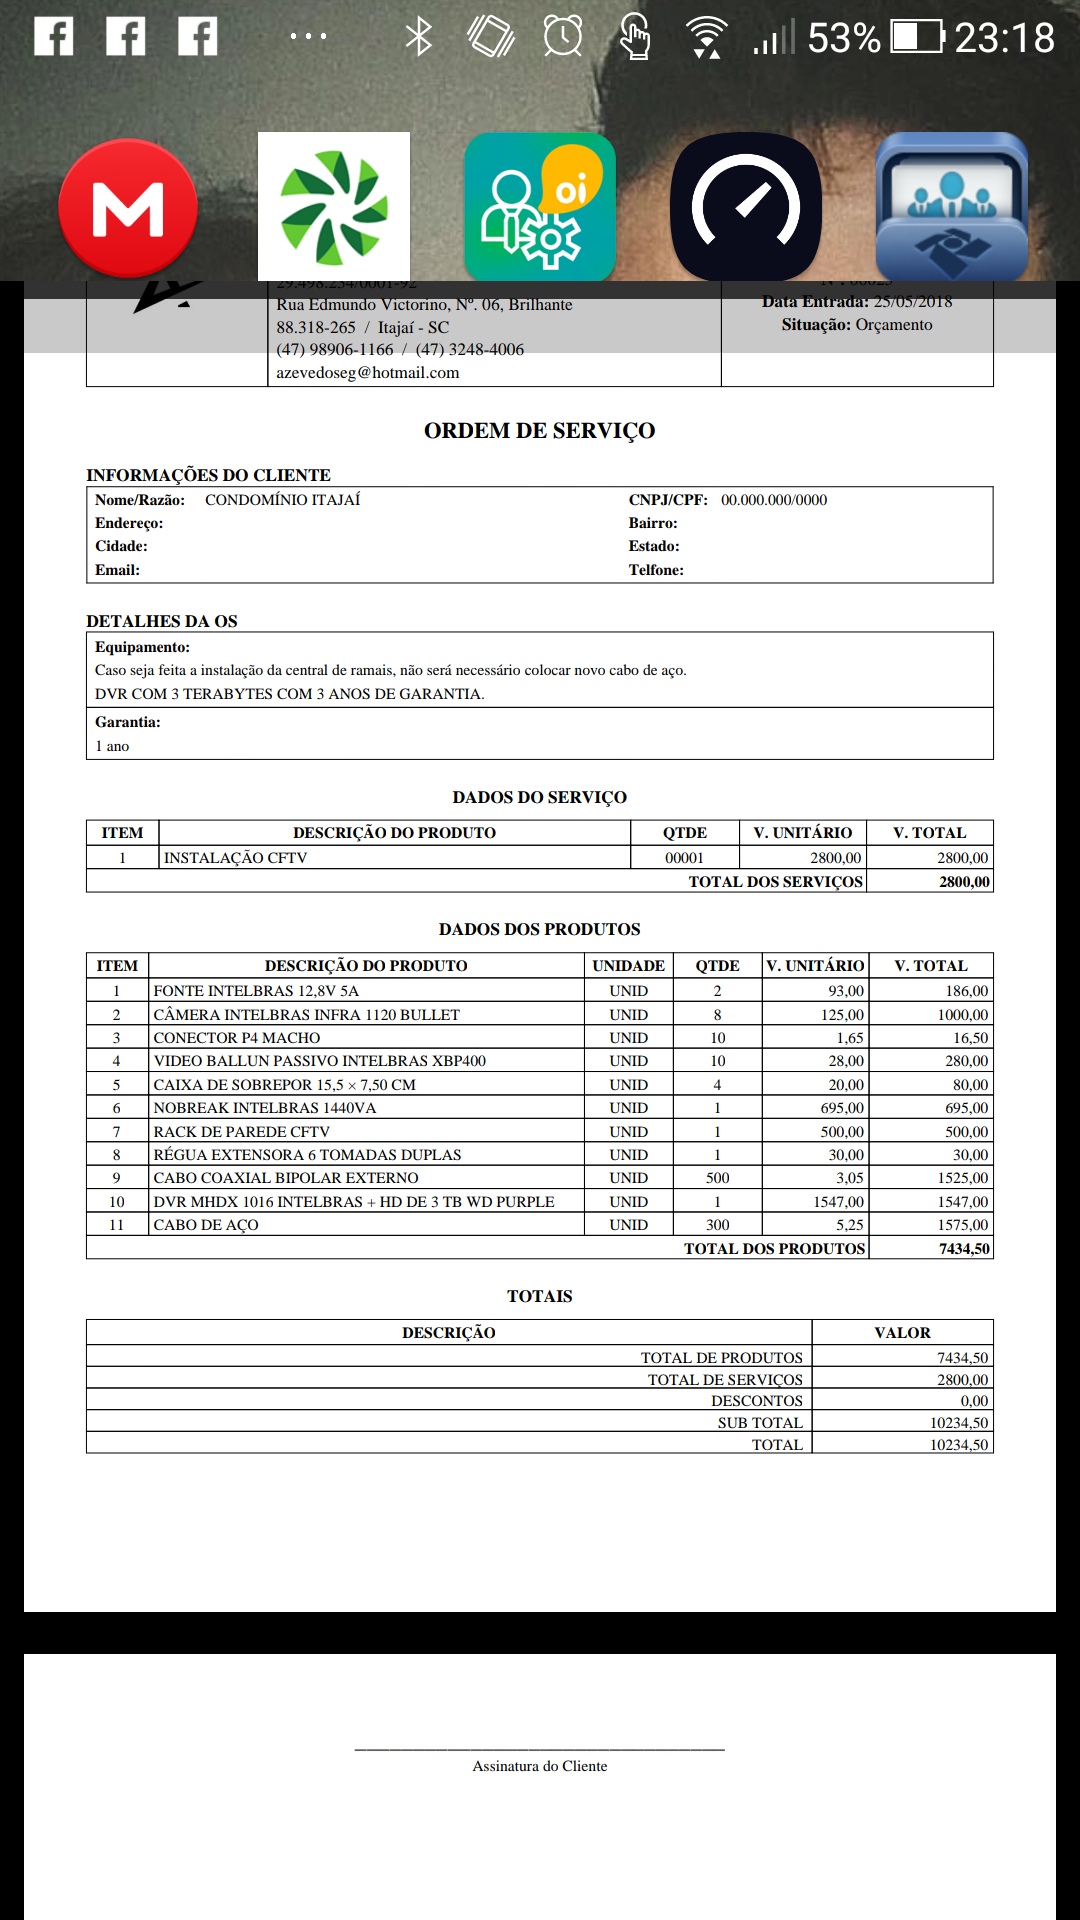 53% 23:18
oi
29.498.234/0001-92
Rua Edmundo Victorino, Nº. 06, Brilhante
88.318-265 / Itajaí - SC
(47) 98906-1166 / (47) 3248-4006
azevedoseg@hotmail.com
Data Entrada: 25/05/2018
Situação: Orçamento
ORDEM DE SERVIÇO
INFORMAÇÕES DO CLIENTE
Nome/Razão: CONDOMÍNIO ITAJAÍ CNPJ/CPF: 00.000.000/0000
Endereço: Bairro:
Cidade: Estado:
Email: Telfone:
DETALHES DA OS
Equipamento:
Caso seja feita a instalação da central de ramais, não será necessário colocar novo cabo de aço.
DVR COM 3 TERABYTES COM 3 ANOS DE GARANTIA.
Garantia:
1 ano
DADOS DO SERVIÇO
ITEM DESCRIÇÃO DO PRODUTO QTDE V. UNITÁRIO V. TOTAL
1 INSTALAÇÃO CFTV 00001 2800,00 2800,00
TOTAL DOS SERVIÇOS 2800,00
DADOS DOS PRODUTOS
ITEM DESCRIÇÃO DO PRODUTO UNIDADE QTDE V. UNITÁRIO V. TOTAL
1 FONTE INTELBRAS 12,8V 5A UNID 2 93,00 186,00
2 CÂMERA INTELBRAS INFRA 1120 BULLET UNID 8 125,00 1000,00
3 CONECTOR P4 MACHO UNID 10 1,65 16,50
4 VIDEO BALLUN PASSIVO INTELBRAS XBP400 UNID 10 28,00 280,00
5 CAIXA DE SOBREPOR 15,5 × 7,50 CM UNID 4 20,00 80,00
6 NOBREAK INTELBRAS 1440VA UNID 1 695,00 695,00
7 RACK DE PAREDE CFTV UNID 1 500,00 500,00
8 RÉGUA EXTENSORA 6 TOMADAS DUPLAS UNID 1 30,00 30,00
9 CABO COAXIAL BIPOLAR EXTERNO UNID 500 3,05 1525,00
10 DVR MHDX 1016 INTELBRAS + HD DE 3 TB WD PURPLE UNID 1 1547,00 1547,00
11 CABO DE AÇO UNID 300 5,25 1575,00
TOTAL DOS PRODUTOS 7434,50
TOTAIS
DESCRIÇÃO VALOR
TOTAL DE PRODUTOS 7434,50
TOTAL DE SERVIÇOS 2800,00
DESCONTOS 0,00
SUB TOTAL 10234,50
TOTAL 10234,50
Assinatura do Cliente